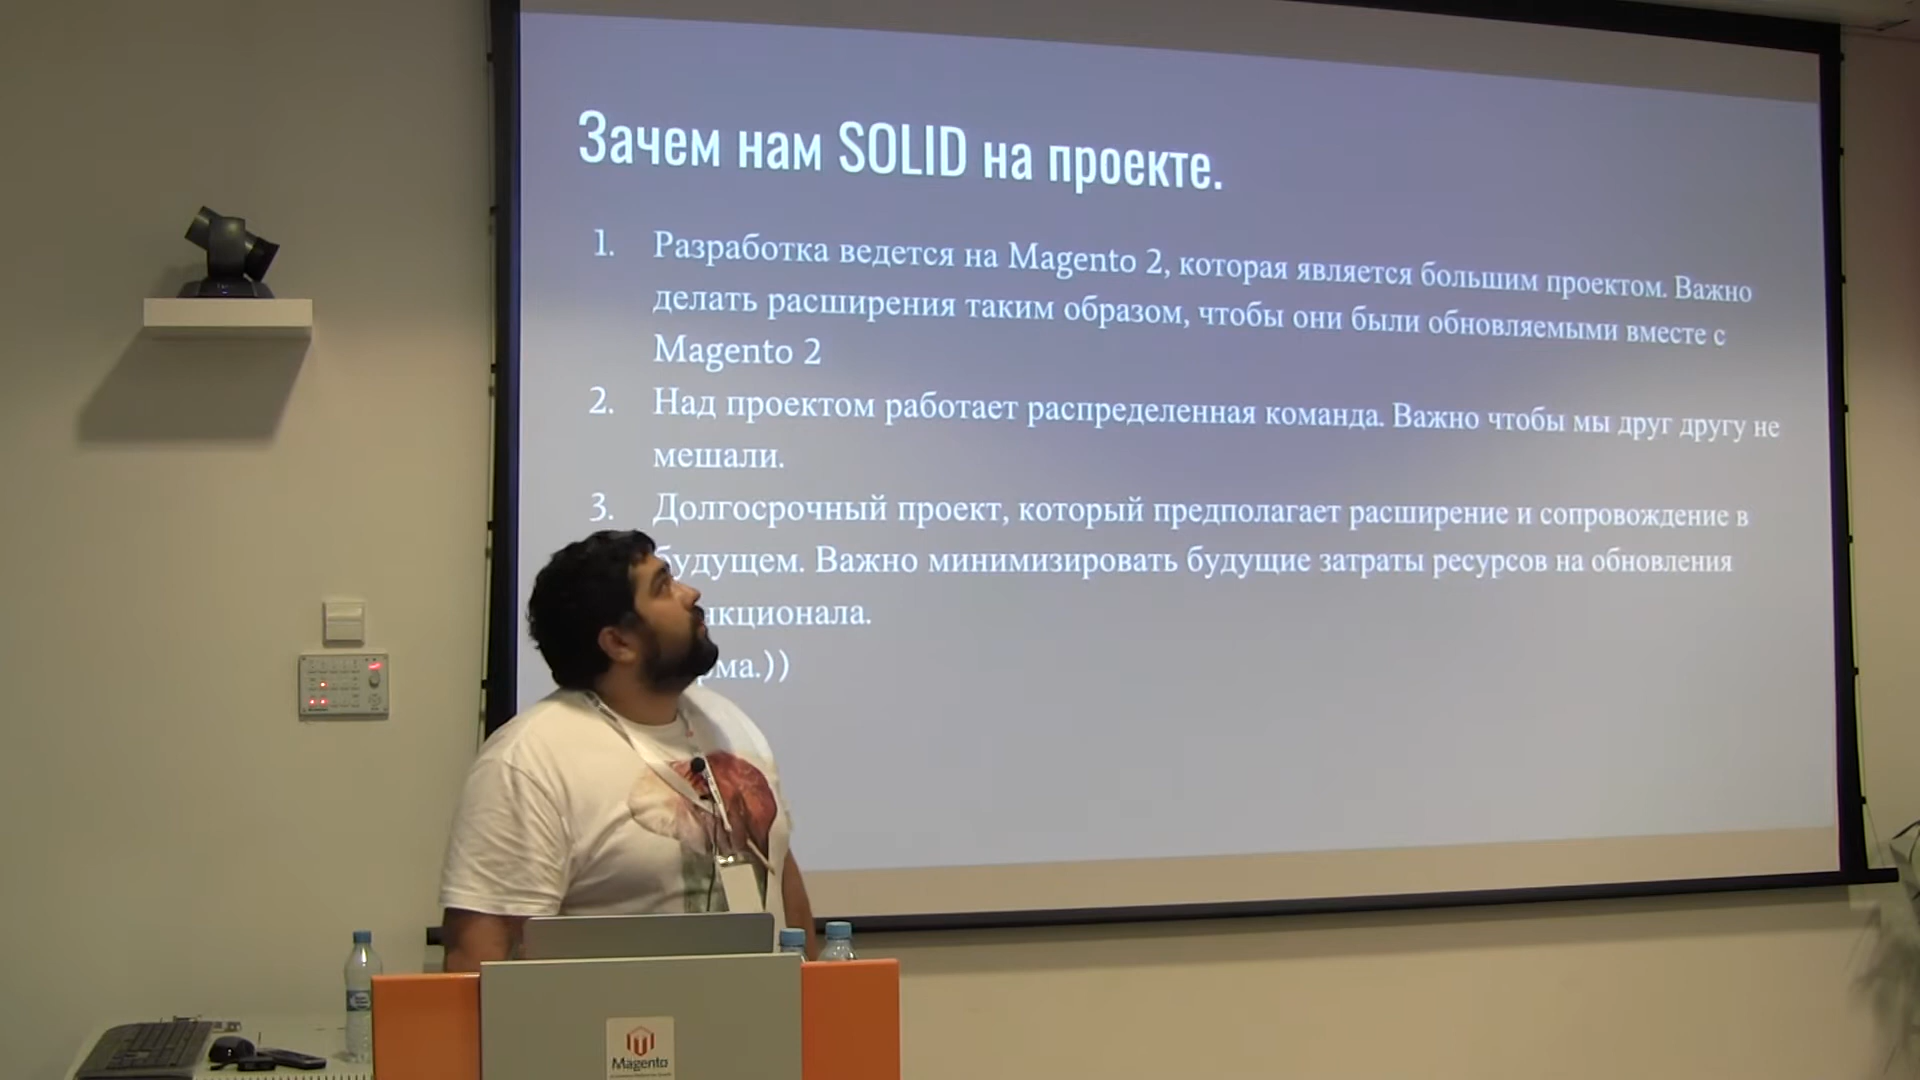 Зачем нам SOLID на проекте.
1. Разработка ведется на Magento 2, которая является большим проектом. Важно
делать расширения таким образом, чтобы они были обновляемыми вместе с
Magento 2
2. Над проектом работает распределенная команда. Важно чтобы мы друг другу не
мешали.
3. Долгосрочный проект, который предполагает расширение и сопровождение в
будущем. Важно минимизировать будущие затраты ресурсов на обновления
нкционала.
рма.))
Magento